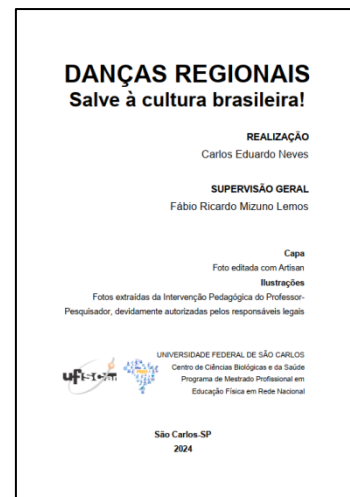 DANÇAS REGIONAIS
Salve à cultura brasileira!
REALIZAÇÃO
Carlos Eduardo Neves
SUPERVISÃO GERAL
Fábio Ricardo Mizuno Lemos
Capa
Foto editada com Artisan
Ilustrações
Fotos extraídas da Intervenção Pedagógica do Professor-
Pesquisador, devidamente autorizadas pelos responsáveis legais
UNIVERSIDADE FEDERAL DE SÃO CARLOS
Centro de Ciências Biológicas e da Saúde
Programa de Mestrado Profissional em
Educação Física em Rede Nacional
São Carlos-SP
2024